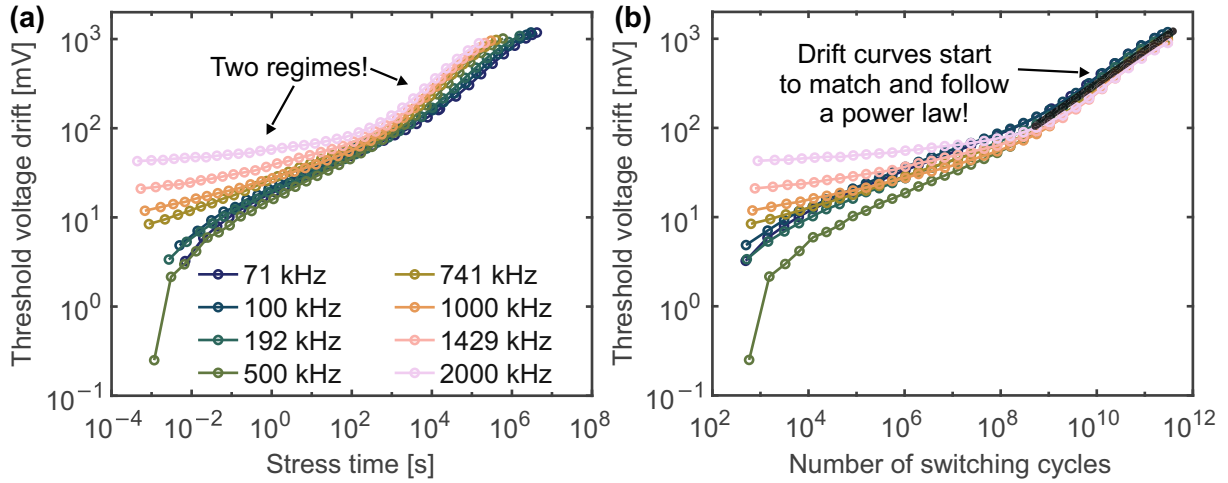 (a)
Threshold voltage drift [mV]
10³
10²
10¹
10⁰
10⁻¹
Two regimes!
71 kHz
100 kHz
192 kHz
500 kHz
741 kHz
1000 kHz
1429 kHz
2000 kHz
10⁻⁴ 10⁻² 10⁰ 10² 10⁴ 10⁶ 10⁸
Stress time [s]
(b)
Threshold voltage drift [mV]
10³
10²
10¹
10⁰
10⁻¹
Drift curves start
to match and follow
a power law!
10² 10⁴ 10⁶ 10⁸ 10¹⁰ 10¹²
Number of switching cycles